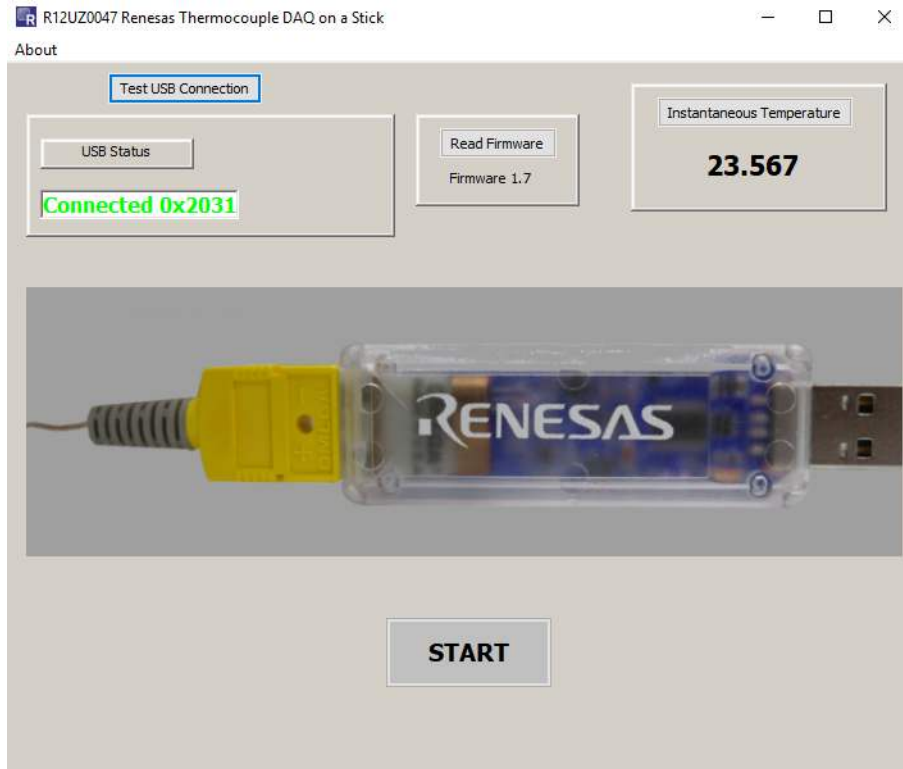 R12UZ0047 Renesas Thermocouple DAQ on a Stick
About
Test USB Connection
USB Status
Connected 0x2031
Read Firmware
Firmware 1.7
Instantaneous Temperature
23.567
RENESAS
START